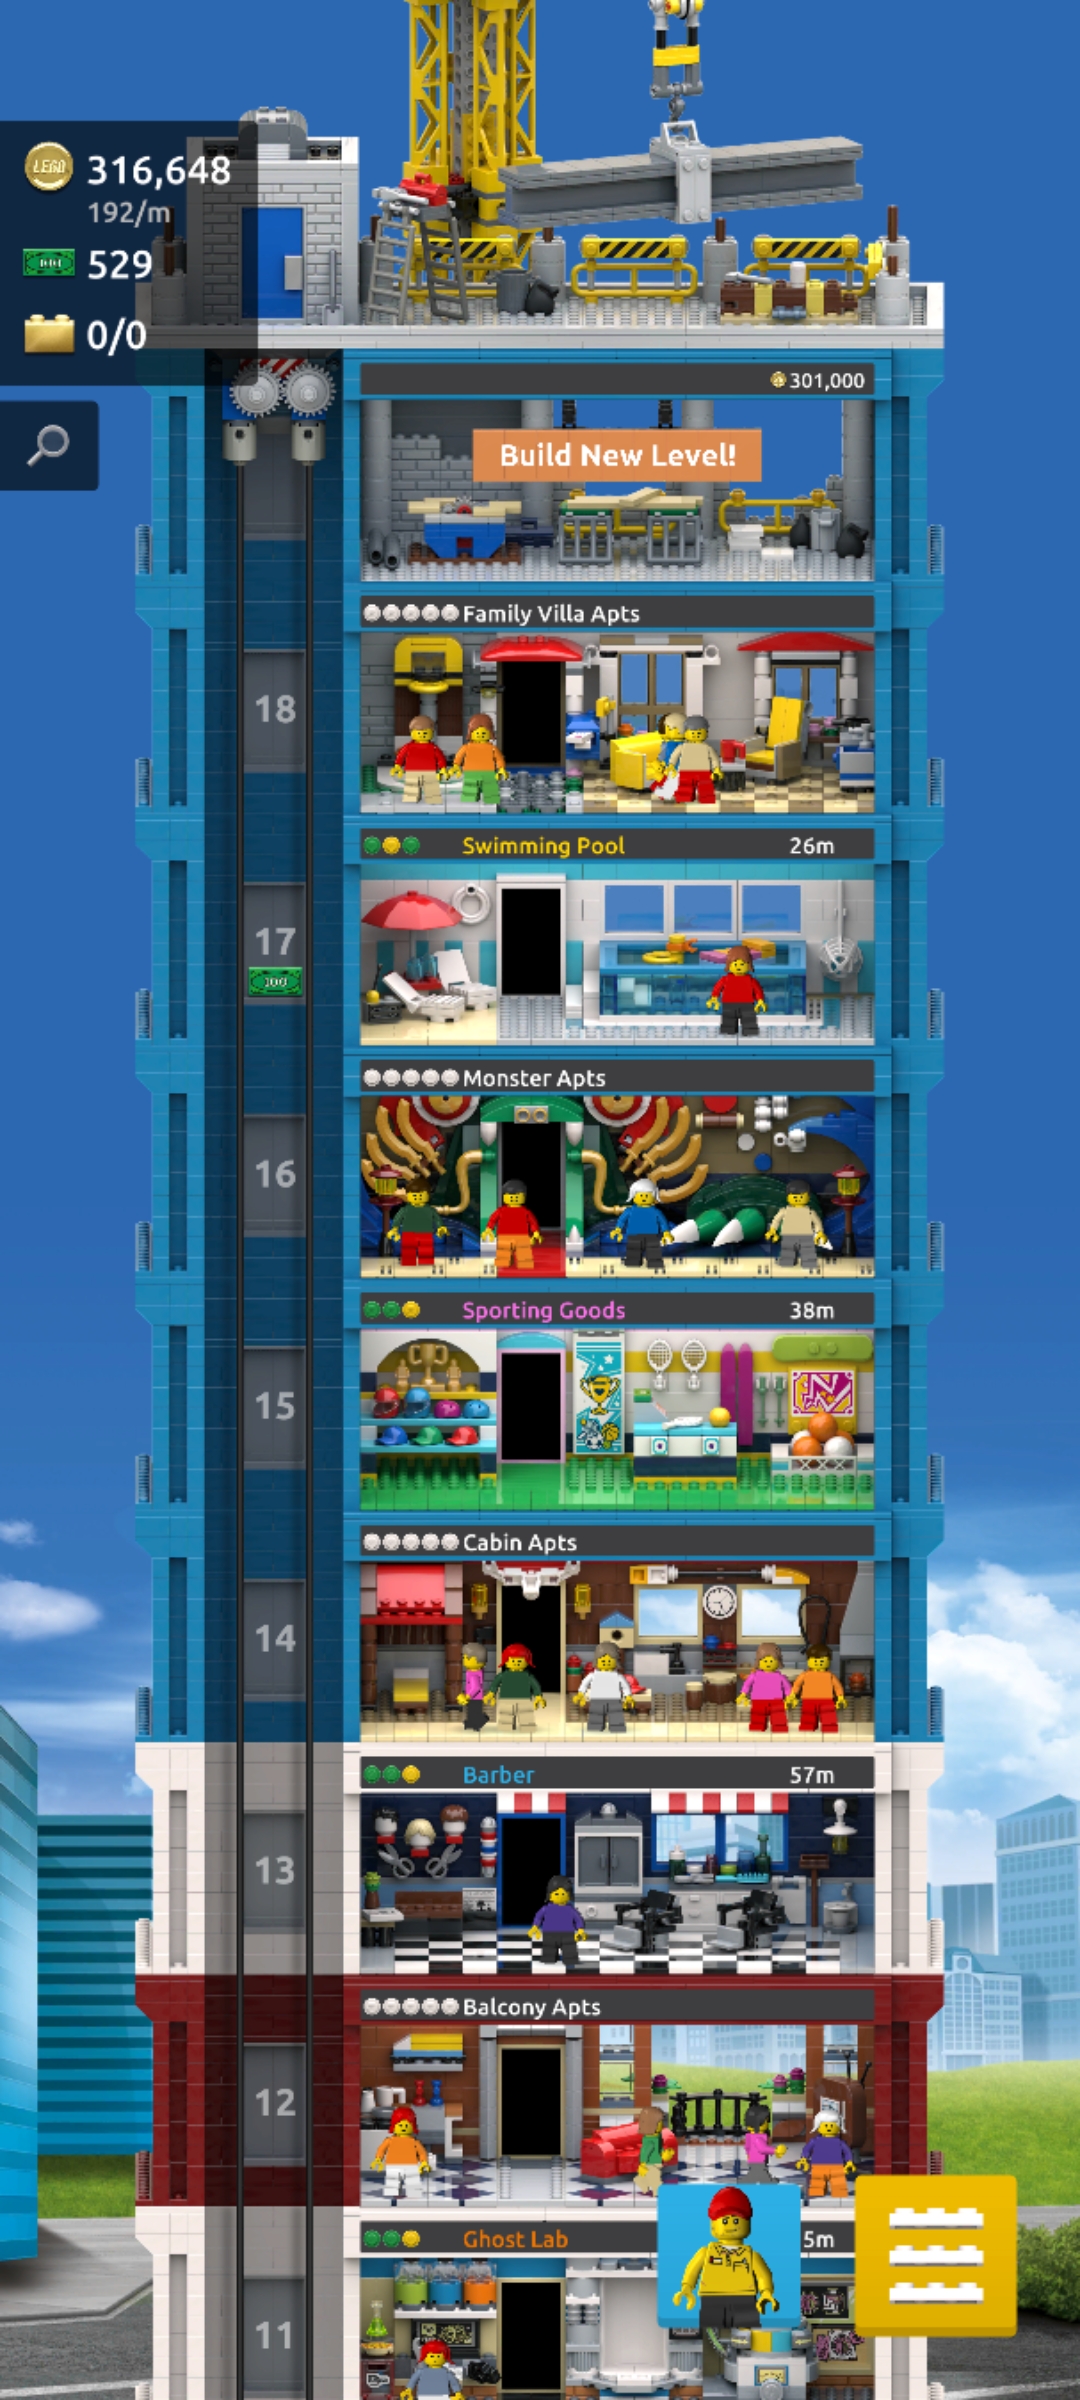 LEGO 316,648
192/m
529
0/0
301,000
Build New Level!
Family Villa Apts
18
Swimming Pool 26m
17
100
Monster Apts
16
Sporting Goods 38m
15
Cabin Apts
14
Barber 57m
13
Balcony Apts
12
Ghost Lab 5m
11